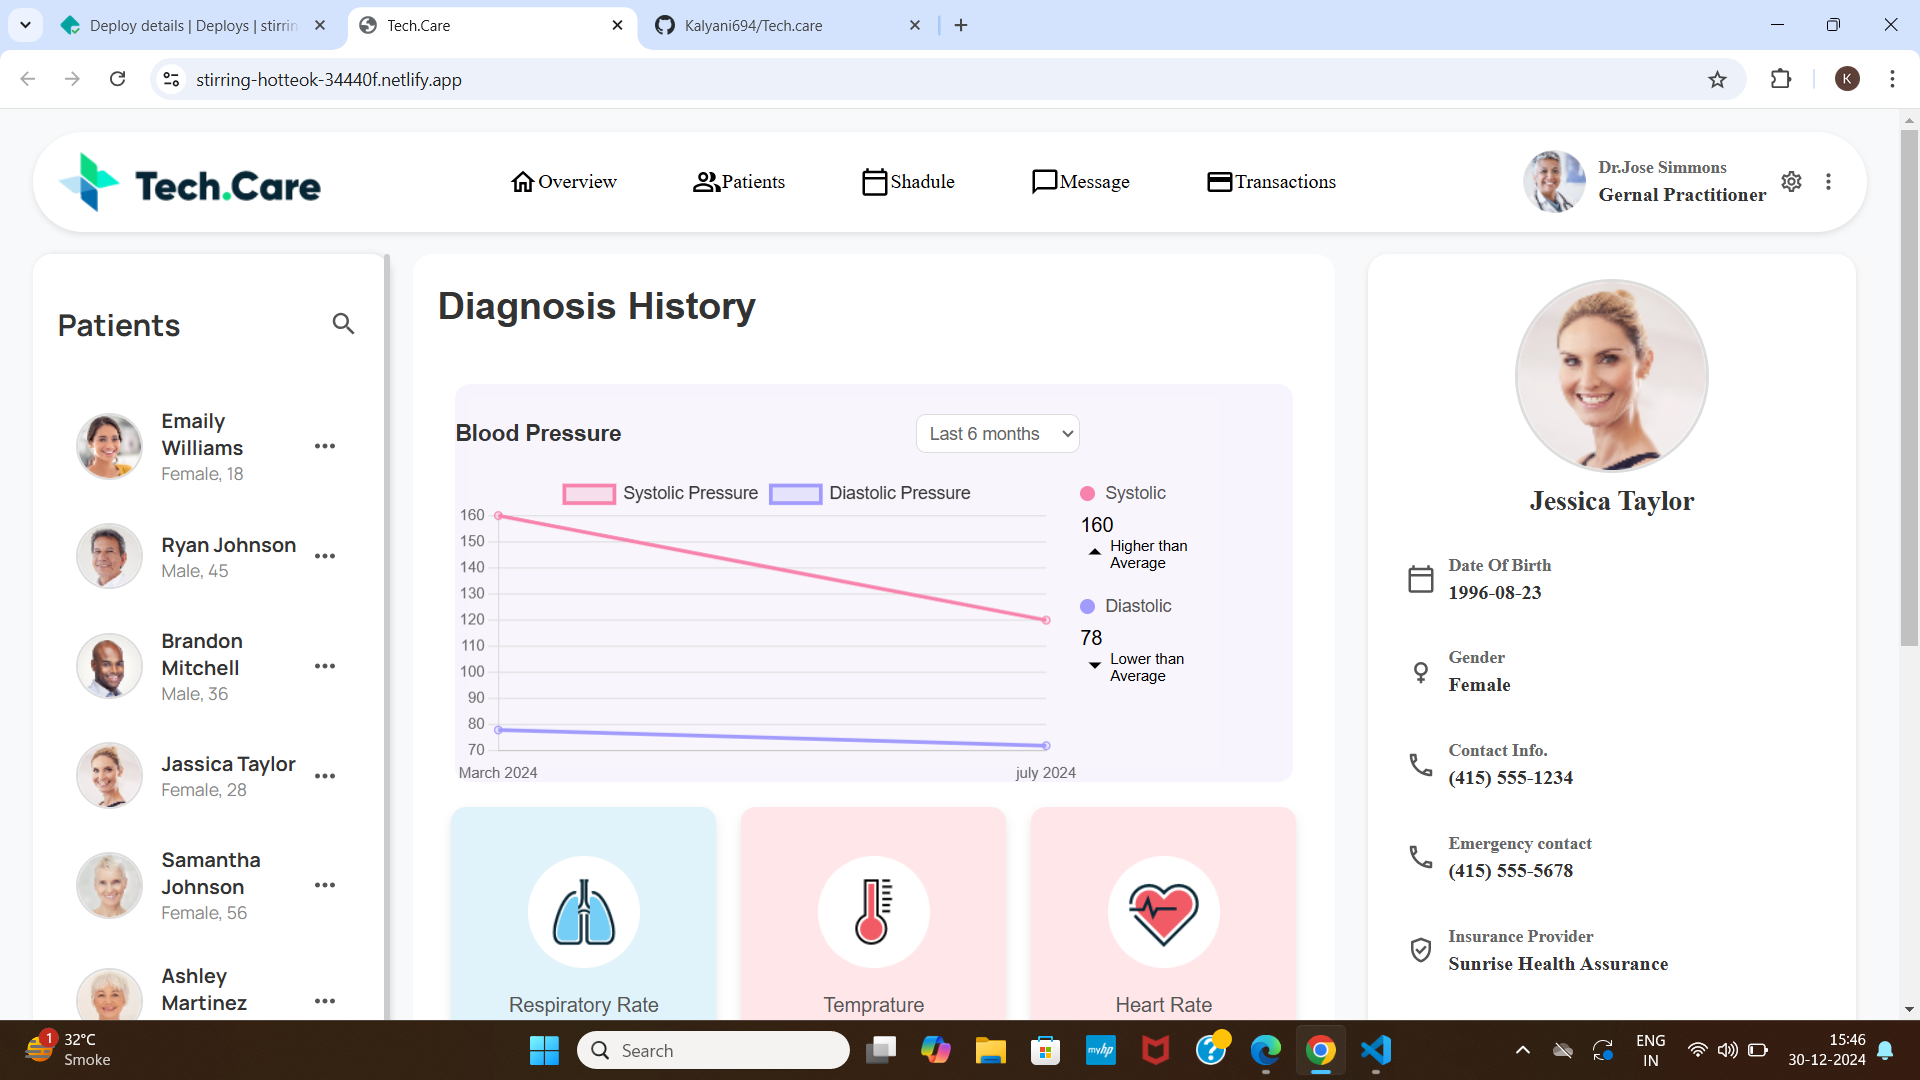 Deploy details | Deploys | stirrin
Tech.Care
Kalyani694/Tech.care
stirring-hotteok-34440f.netlify.app
K
Tech.Care
Overview
Patients
Shadule
Message
Transactions
Dr.Jose Simmons
Gernal Practitioner
Patients
Emaily
Williams
Female, 18
Ryan Johnson
Male, 45
Brandon
Mitchell
Male, 36
Jassica Taylor
Female, 28
Samantha
Johnson
Female, 56
Ashley
Martinez
Diagnosis History
Blood Pressure
Last 6 months
Systolic Pressure
Diastolic Pressure
160
150
140
130
120
110
100
90
80
70
March 2024
july 2024
Systolic
160
Higher than
Average
Diastolic
78
Lower than
Average
Respiratory Rate
Temprature
Heart Rate
Jessica Taylor
Date Of Birth
1996-08-23
Gender
Female
Contact Info.
(415) 555-1234
Emergency contact
(415) 555-5678
Insurance Provider
Sunrise Health Assurance
1
32°C
Smoke
Search
myhp
ENG
IN
15:46
30-12-2024